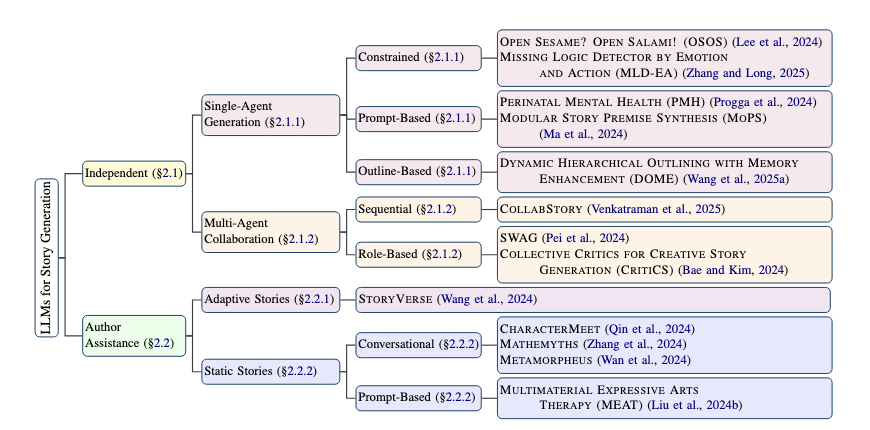 LLMs for Story Generation
Independent (§2.1)
Single-Agent
Generation (§2.1.1)
Constrained (§2.1.1)
OPEN SESAME? OPEN SALAMI! (OSOS) (Lee et al., 2024)
MISSING LOGIC DETECTOR BY EMOTION
AND ACTION (MLD-EA) (Zhang and Long, 2025)
Prompt-Based (§2.1.1)
PERINATAL MENTAL HEALTH (PMH) (Progga et al., 2024)
MODULAR STORY PREMISE SYNTHESIS (MOPS)
(Ma et al., 2024)
Outline-Based (§2.1.1)
DYNAMIC HIERARCHICAL OUTLINING WITH MEMORY
ENHANCEMENT (DOME) (Wang et al., 2025a)
Multi-Agent
Collaboration (§2.1.2)
Sequential (§2.1.2)
COLLABSTORY (Venkatraman et al., 2025)
Role-Based (§2.1.2)
SWAG (Pei et al., 2024)
COLLECTIVE CRITICS FOR CREATIVE STORY
GENERATION (CRITICS) (Bae and Kim, 2024)
Author
Assistance (§2.2)
Adaptive Stories (§2.2.1)
STORYVERSE (Wang et al., 2024)
Static Stories (§2.2.2)
Conversational (§2.2.2)
CHARACTERMEET (Qin et al., 2024)
MATHEMYTHS (Zhang et al., 2024)
METAMORPHEUS (Wan et al., 2024)
Prompt-Based (§2.2.2)
MULTIMATERIAL EXPRESSIVE ARTS
THERAPY (MEAT) (Liu et al., 2024b)